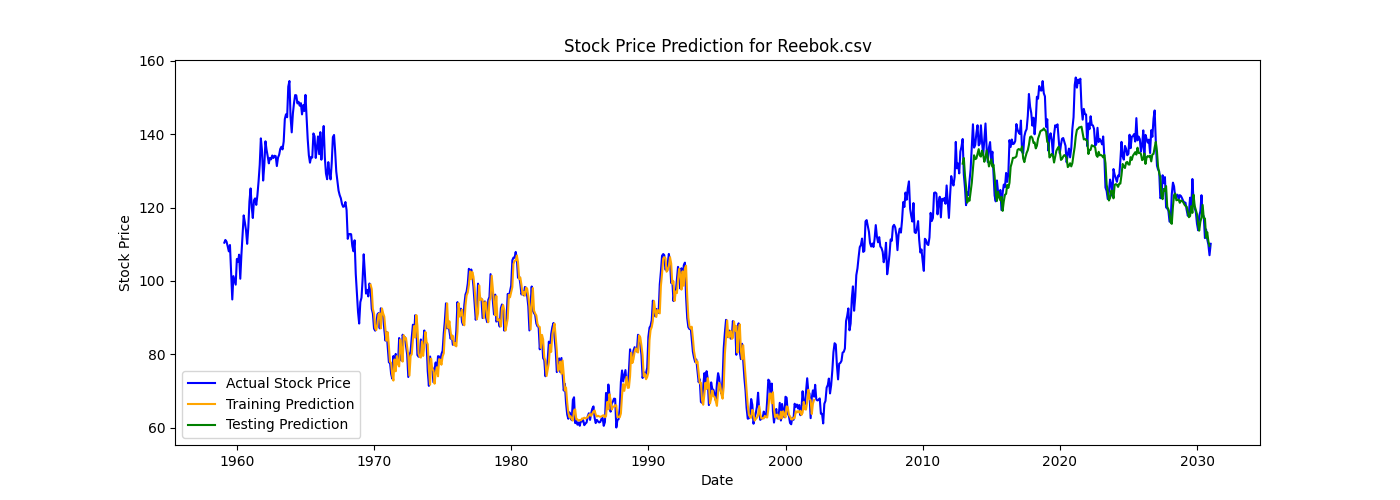 Stock Price Prediction for Reebok.csv
160
140
120
100
80
60
Stock Price
Actual Stock Price
Training Prediction
Testing Prediction
1960 1970 1980 1990 2000 2010 2020 2030
Date